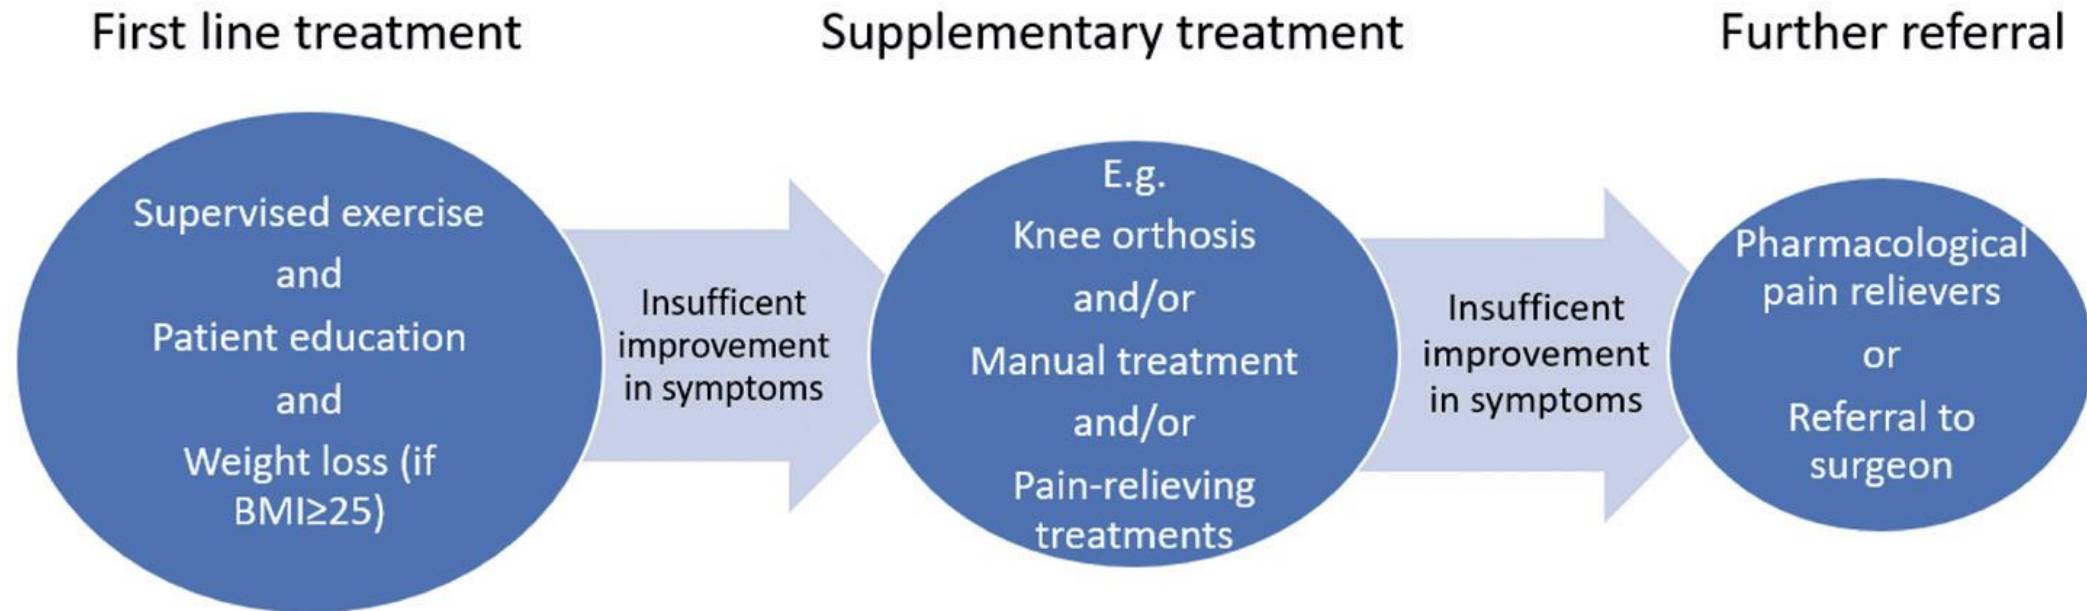 First line treatment
Supplementary treatment
Further referral
Supervised exercise
and
Patient education
and
Weight loss (if
BMI≥25)
Insufficent
improvement
in symptoms
E.g.
Knee orthosis
and/or
Manual treatment
and/or
Pain-relieving
treatments
Insufficent
improvement
in symptoms
Pharmacological
pain relievers
or
Referral to
surgeon